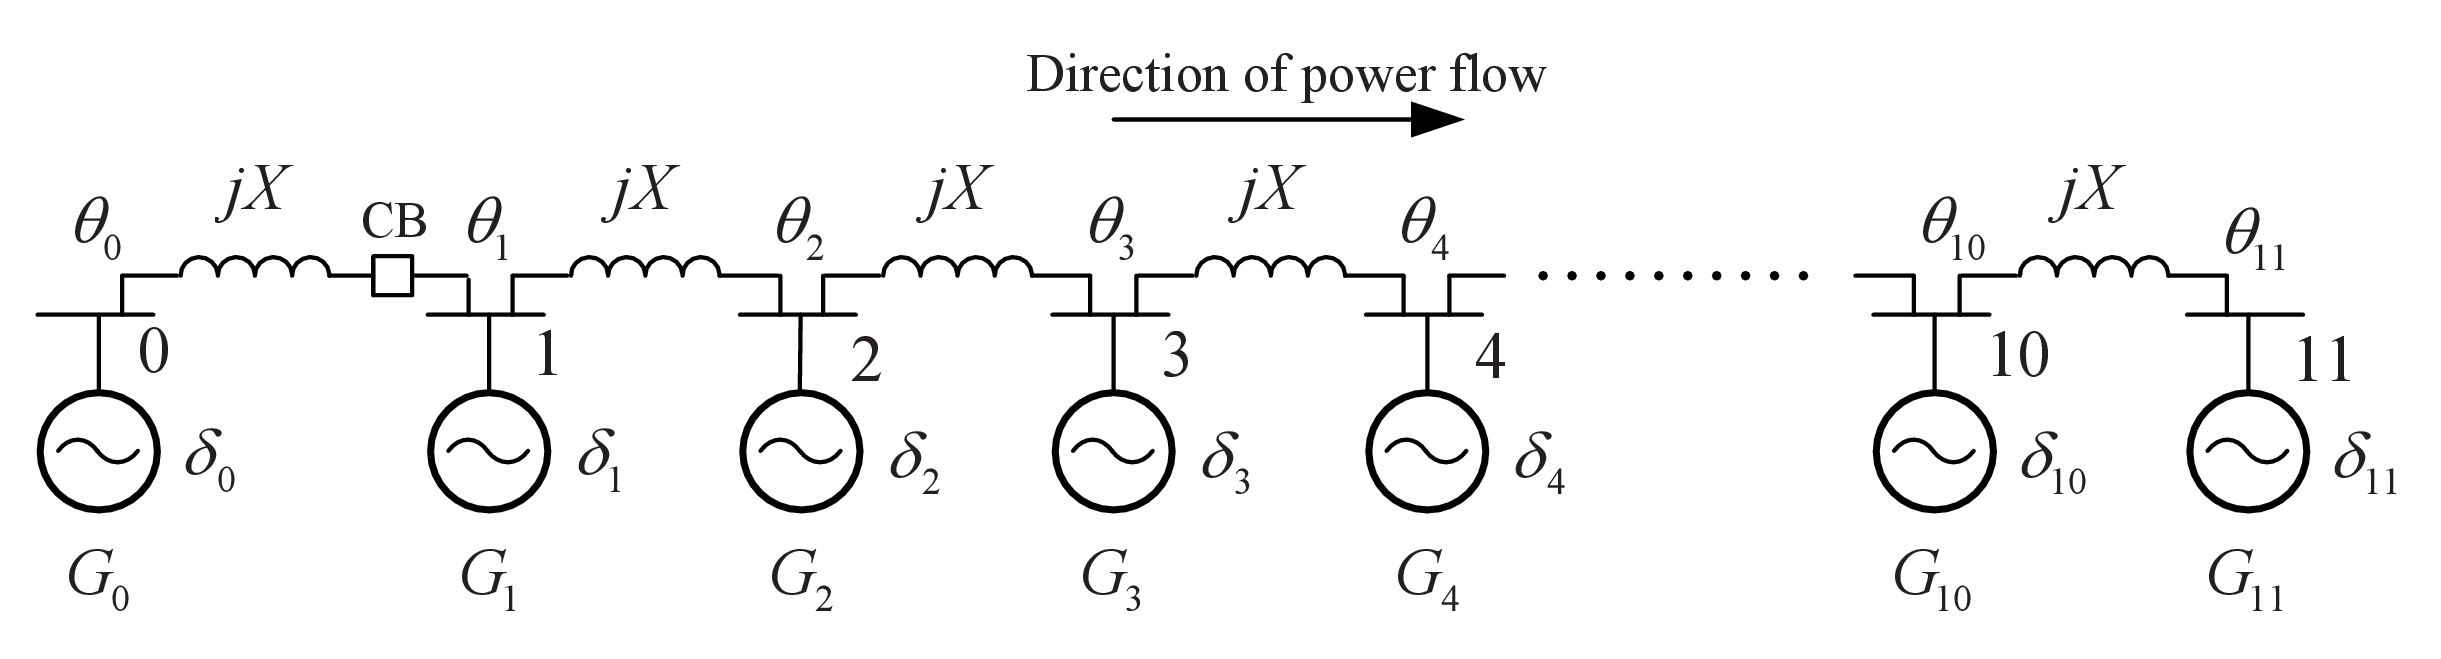 Direction of power flow
jX CB jX jX jX jX
θ₀ θ₁ θ₂ θ₃ θ₄ θ₁₀ θ₁₁
0 1 2 3 4 10 11
δ₀ δ₁ δ₂ δ₃ δ₄ δ₁₀ δ₁₁
G₀ G₁ G₂ G₃ G₄ G₁₀ G₁₁